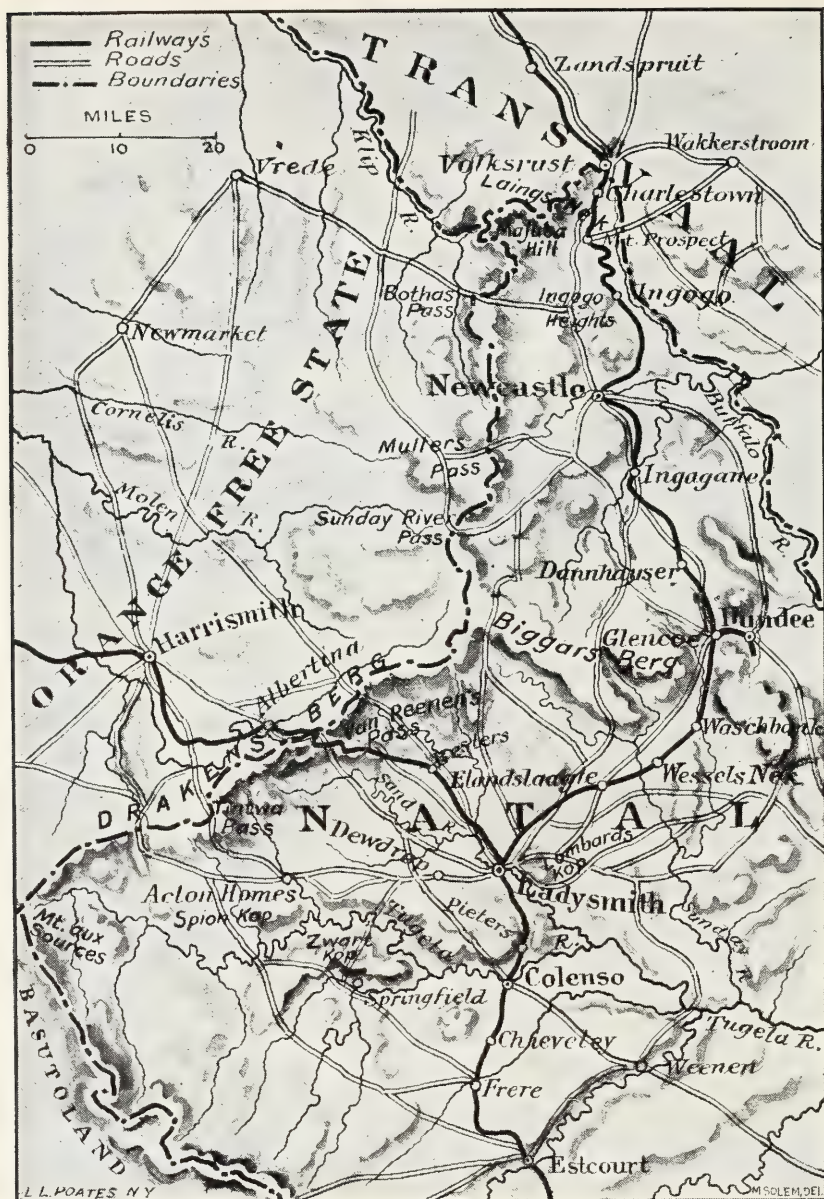 Railways
Roads
Boundaries
MILES
0 10 20
TRANSVAAL
Zandspruit
Wakkerstroom
Volksrust
Laings
Nek
Charlestown
Klip
R.
Vrede
Majuba
Hill
Mt. Prospect
Bothas
Pass
Ingogo
Heights
Ingogo
ORANGE FREE STATE
Newmarket
Newcastle
Buffalo
R.
Cornelis
R.
Mullers
Pass
Ingagane
Molen
R.
Sunday River
Pass
Dannhauser
Harrismith
Biggars Berg
Glencoe
Dundee
Albertina
DRAKENSBERG
Van Reenen's
Pass
Besters
Waschbank
Elandslaagte
Wessels Nek
Sand R.
Tintwa
Pass
NATAL
Dewdrop
Lombards
Kop
Ladysmith
Acton Homes
Spion Kop
Tugela
R.
Pieters
Sundays
R.
Mt. aux
Sources
Zwart
Kop
Springfield
Colenso
Tugela R.
Chieveley
Weenen
Frere
BASUTOLAND
Estcourt
L.L.POATES N Y
M SOLEM, DEL